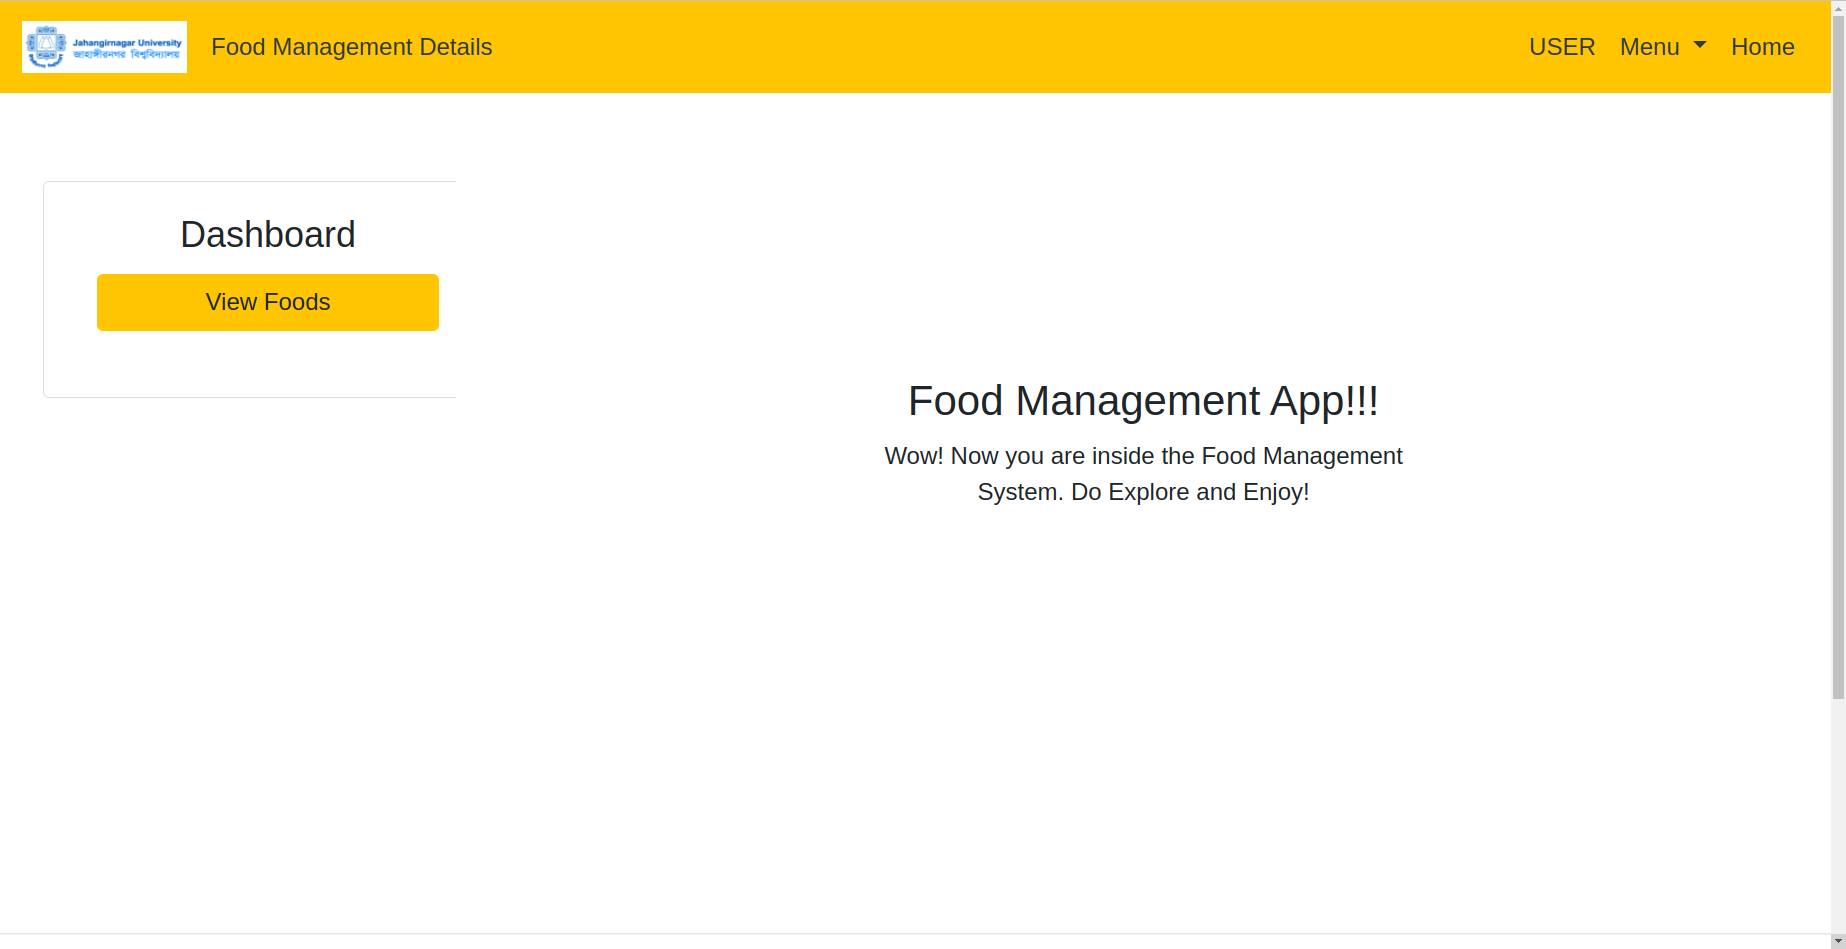 Jahangirnagar University
জাহাঙ্গীরনগর বিশ্ববিদ্যালয়
Food Management Details
USER
Menu
Home
Dashboard
View Foods
Food Management App!!!
Wow! Now you are inside the Food Management
System. Do Explore and Enjoy!